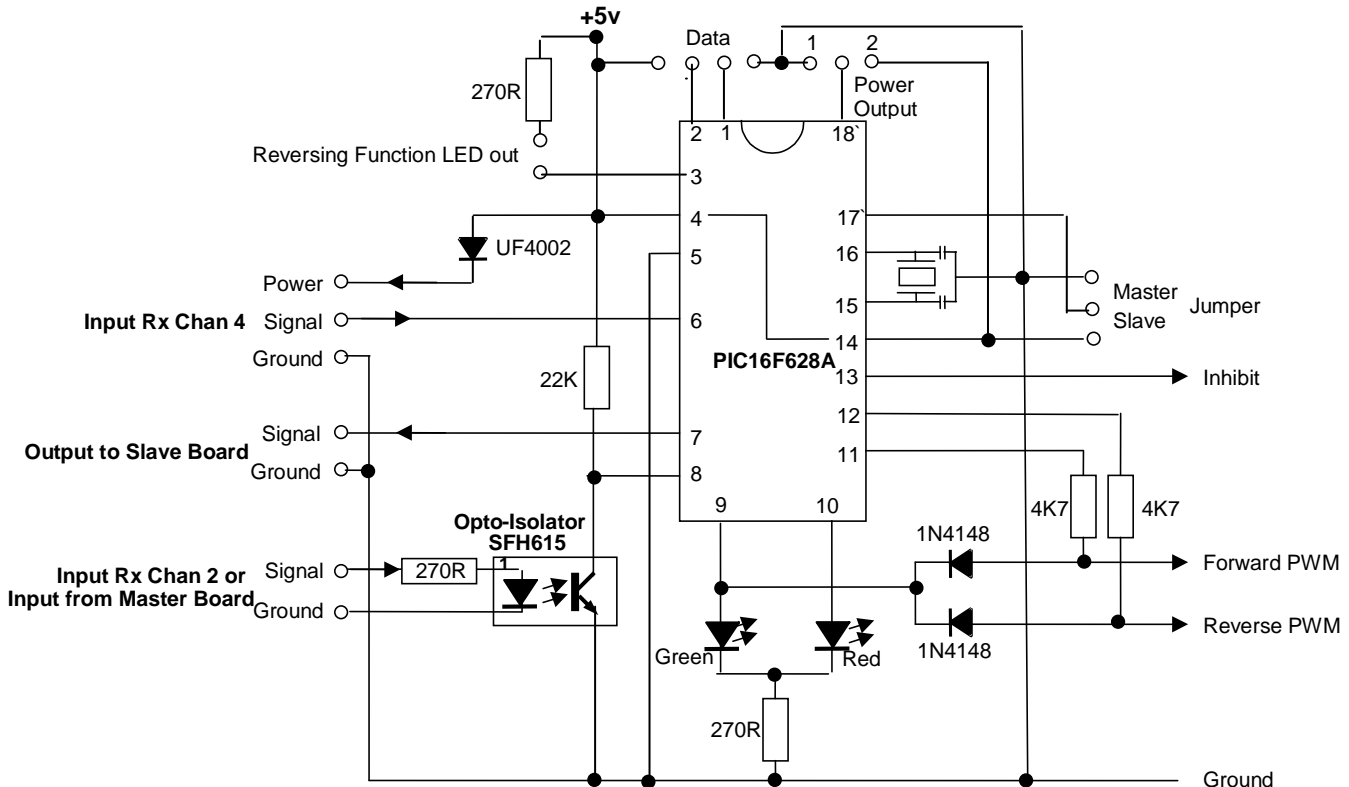 +5v
Data
1
2
270R
Power
Output
2
1
18`
Reversing Function LED out
3
4
17`
UF4002
5
16
Power
Master
Jumper
Input Rx Chan 4
Signal
6
15
Slave
Ground
14
PIC16F628A
22K
13
Inhibit
12
Signal
7
Output to Slave Board
11
Ground
8
9
10
4K7
4K7
Opto-Isolator
SFH615
1N4148
1
Input Rx Chan 2 or
Signal
270R
Forward PWM
Input from Master Board
Ground
Reverse PWM
1N4148
Green
Red
270R
Ground